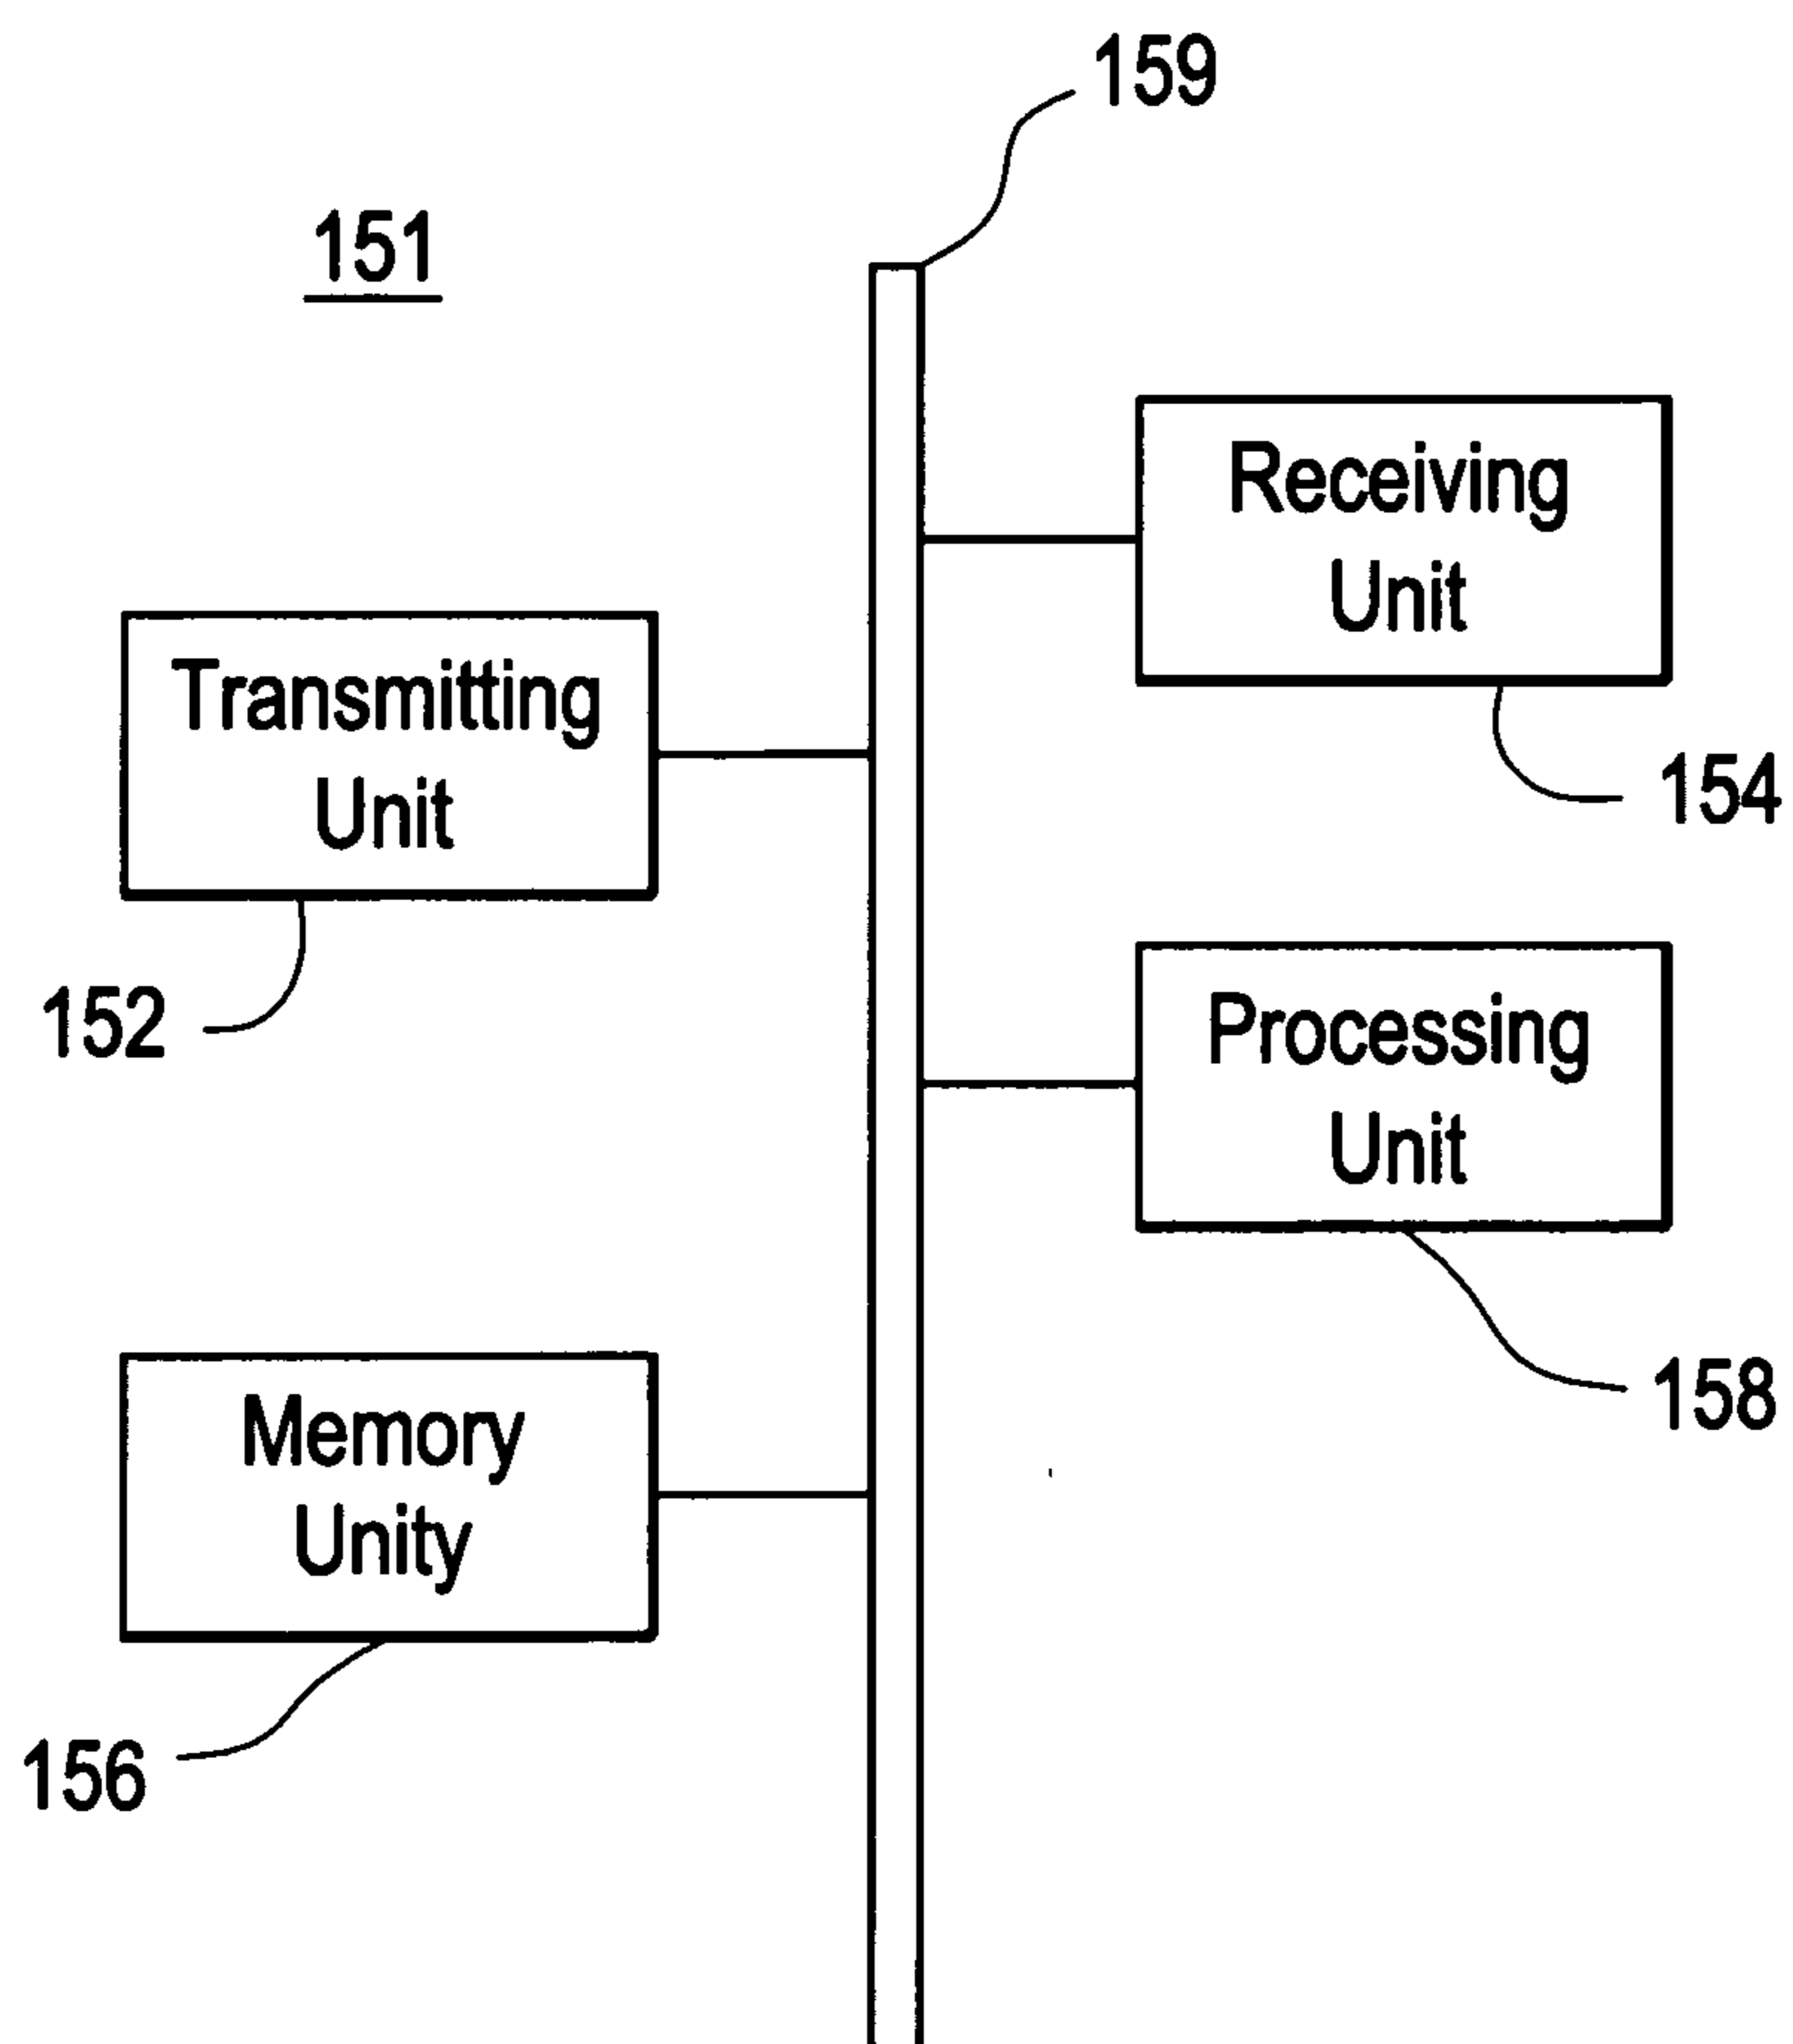 159
151
Receiving
Unit
154
Transmitting
Unit
152
Processing
Unit
158
Memory
Unity
156